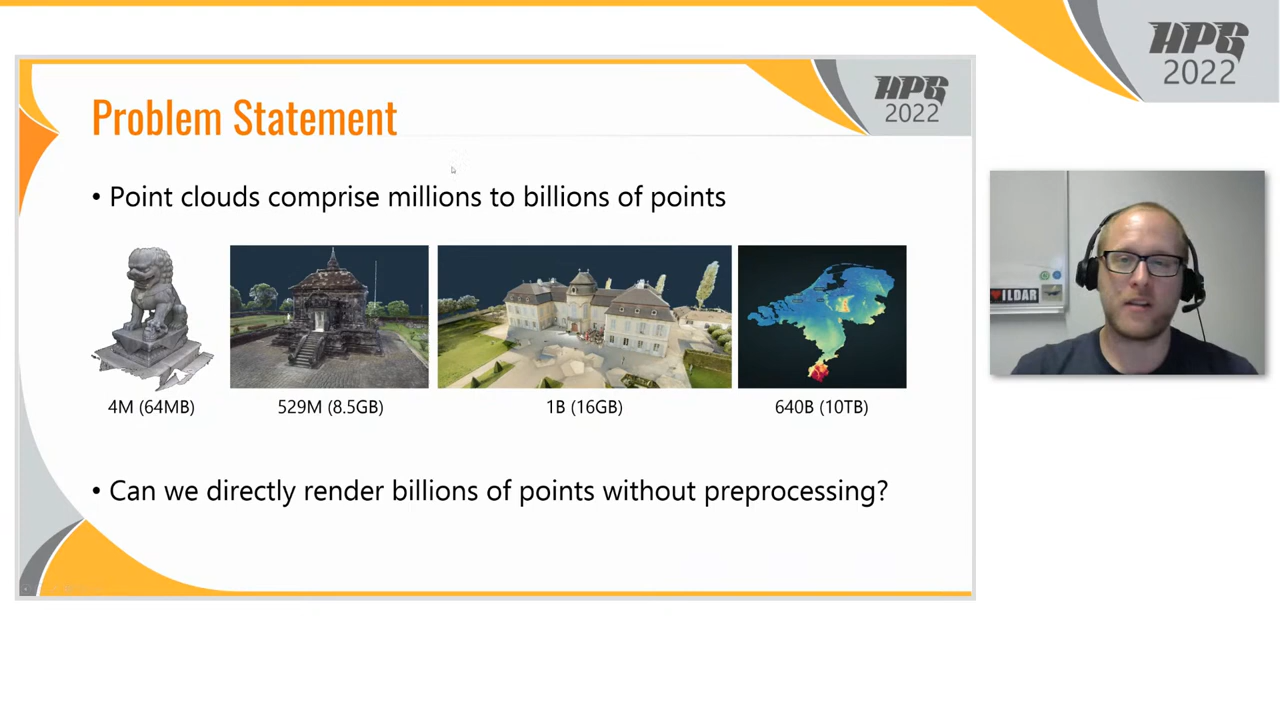 HPG
2022
Problem Statement
HPG
2022
• Point clouds comprise millions to billions of points
ILDAR
4M (64MB)
529M (8.5GB)
1B (16GB)
640B (10TB)
• Can we directly render billions of points without preprocessing?